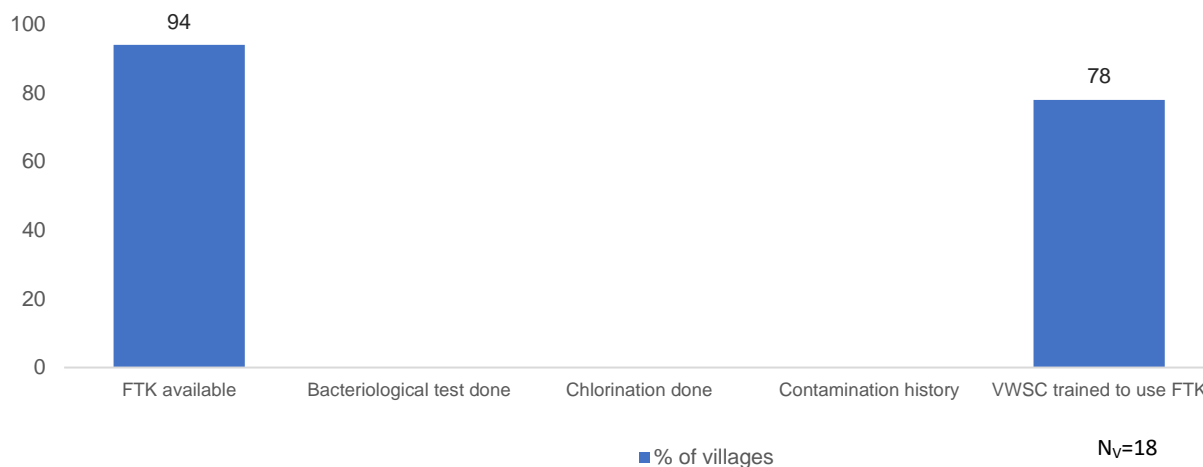 100
94
80
78
60
40
20
0
FTK available
Bacteriological test done
Chlorination done
Contamination history
VWSC trained to use FTK
% of villages
NV=18